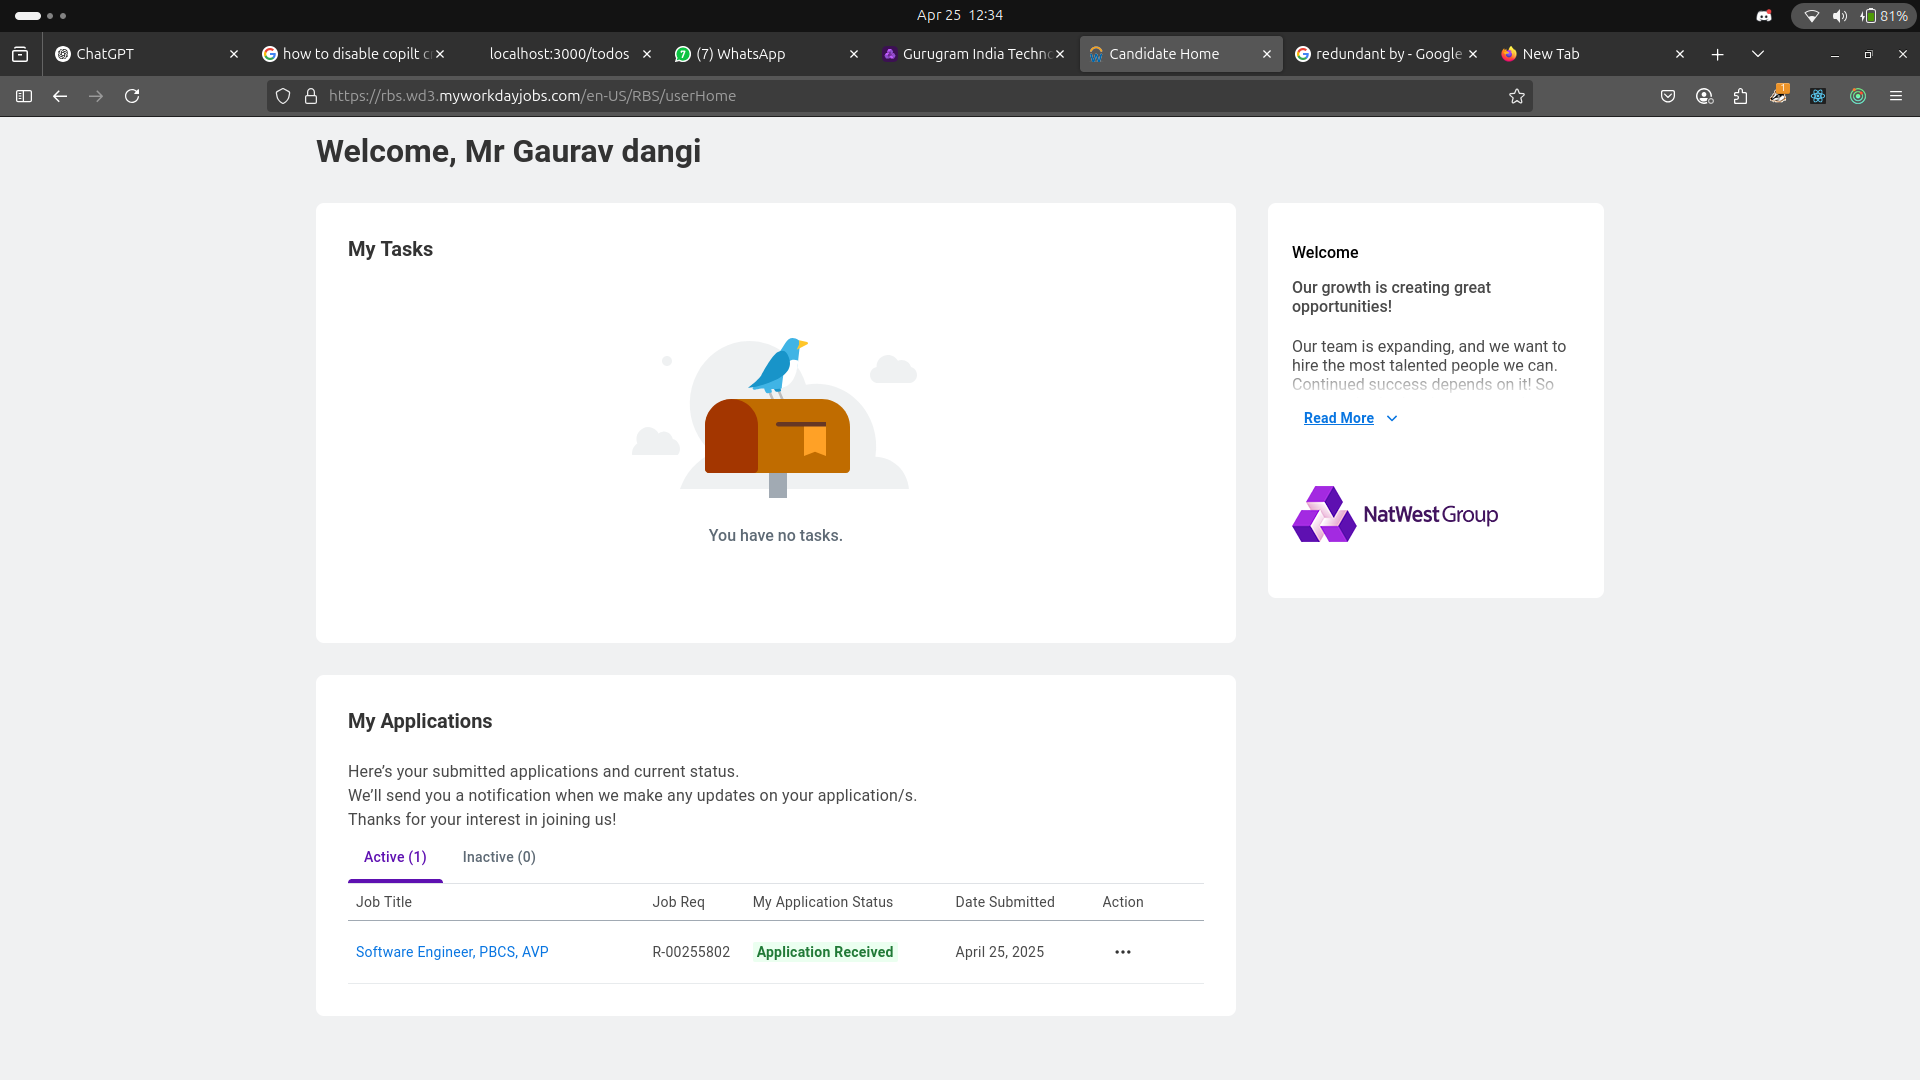 Apr 25 12:34
81%
ChatGPT
how to disable copilt c
localhost:3000/todos
(7) WhatsApp
Gurugram India Techno
Candidate Home
redundant by - Google
New Tab
https://rbs.wd3.myworkdayjobs.com/en-US/RBS/userHome
1
Welcome, Mr Gaurav dangi
My Tasks
You have no tasks.
Welcome
Our growth is creating great
opportunities!
Our team is expanding, and we want to
hire the most talented people we can.
Continued success depends on it! So
Read More
NatWest Group
My Applications
Here’s your submitted applications and current status.
We’ll send you a notification when we make any updates on your application/s.
Thanks for your interest in joining us!
Active (1) Inactive (0)
Job Title Job Req My Application Status Date Submitted Action
Software Engineer, PBCS, AVP R-00255802 Application Received April 25, 2025